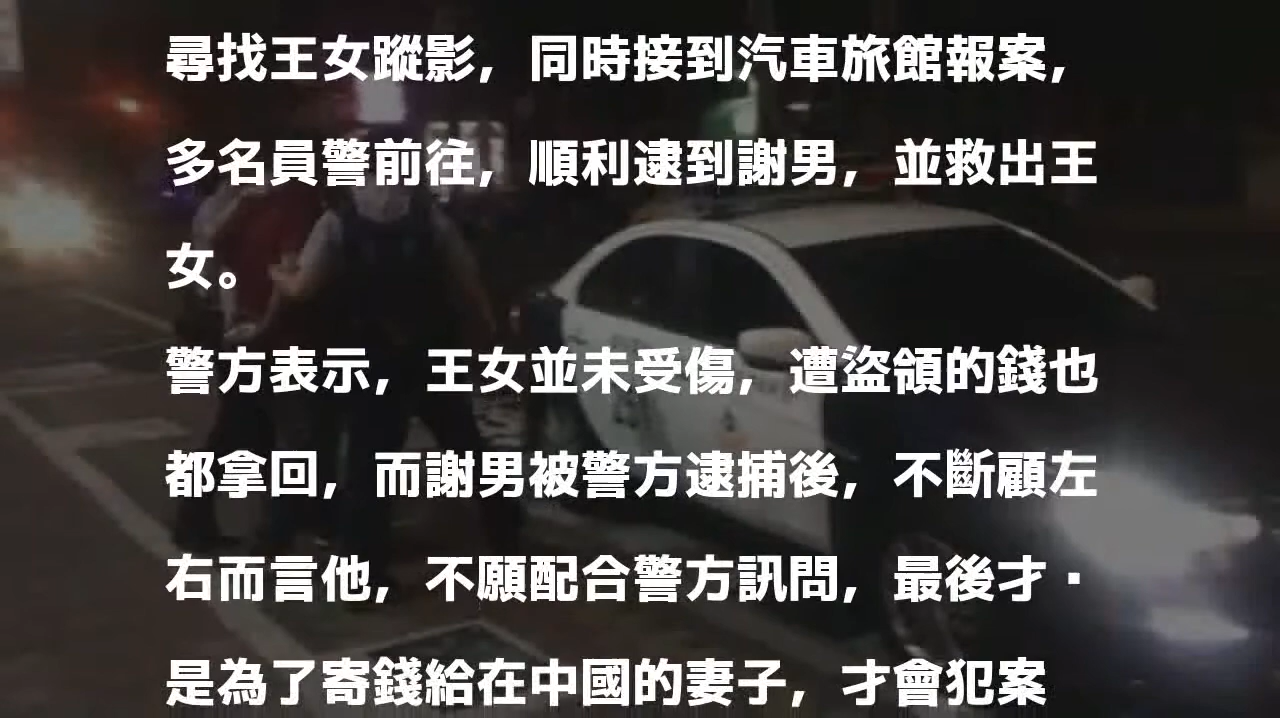 尋找王女蹤影，同時接到汽車旅館報案，
多名員警前往，順利逮到謝男，並救出王
女。
警方表示，王女並未受傷，遭盜領的錢也
都拿回，而謝男被警方逮捕後，不斷顧左
右而言他，不願配合警方訊問，最後才·
是為了寄錢給在中國的妻子，才會犯案